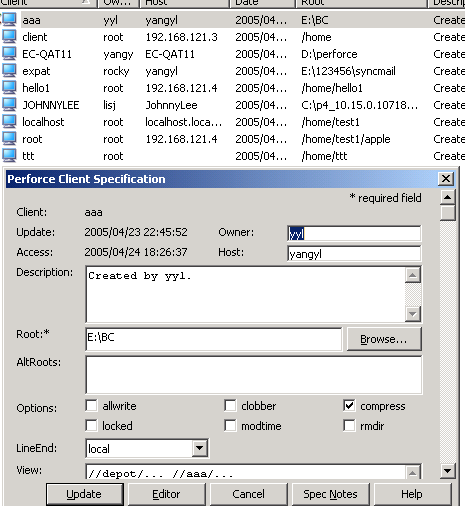 Client Ow... Host Date Root Descrip
aaa yyl yangyl 2005/04... E:\BC Create
client root 192.168.121.3 2005/04... /home Create
EC-QAT11 yangy EC-QAT11 2005/04... D:\perforce Create
expat rocky yangyl 2005/04... E:\123456\syncmail Create
hello1 root 192.168.121.4 2005/04... /home/hello1 Create
JOHNNYLEE lisj JohnnyLee 2005/04... C:\p4_10.15.0.10718... Create
localhost root localhost.loca... 2005/04... /home/test1 Create
root root 192.168.121.4 2005/04... /home/test1/apple Create
ttt root 2005/04... /home/ttt Create
Perforce Client Specification
* required field
Client: aaa
Update: 2005/04/23 22:45:52 Owner: yyl
Access: 2005/04/24 18:26:37 Host: yangyl
Description: Created by yyl.
Root:* E:\BC Browse...
AltRoots:
Options: allwrite clobber compress
locked modtime rmdir
LineEnd: local
View: //depot/... //aaa/...
Update Editor Cancel Spec Notes Help